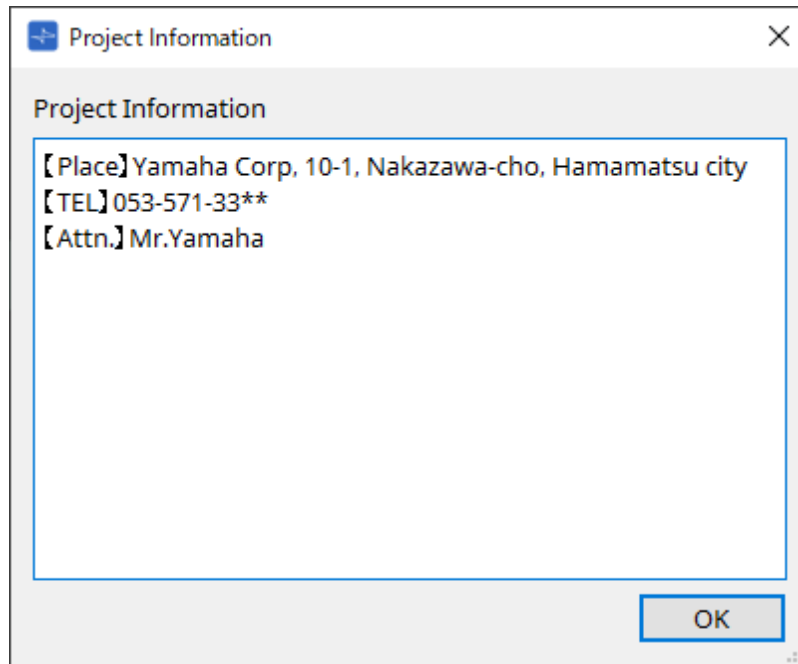 Project Information
Project Information
【Place】Yamaha Corp, 10-1, Nakazawa-cho, Hamamatsu city
【TEL】053-571-33**
【Attn.】Mr.Yamaha
OK